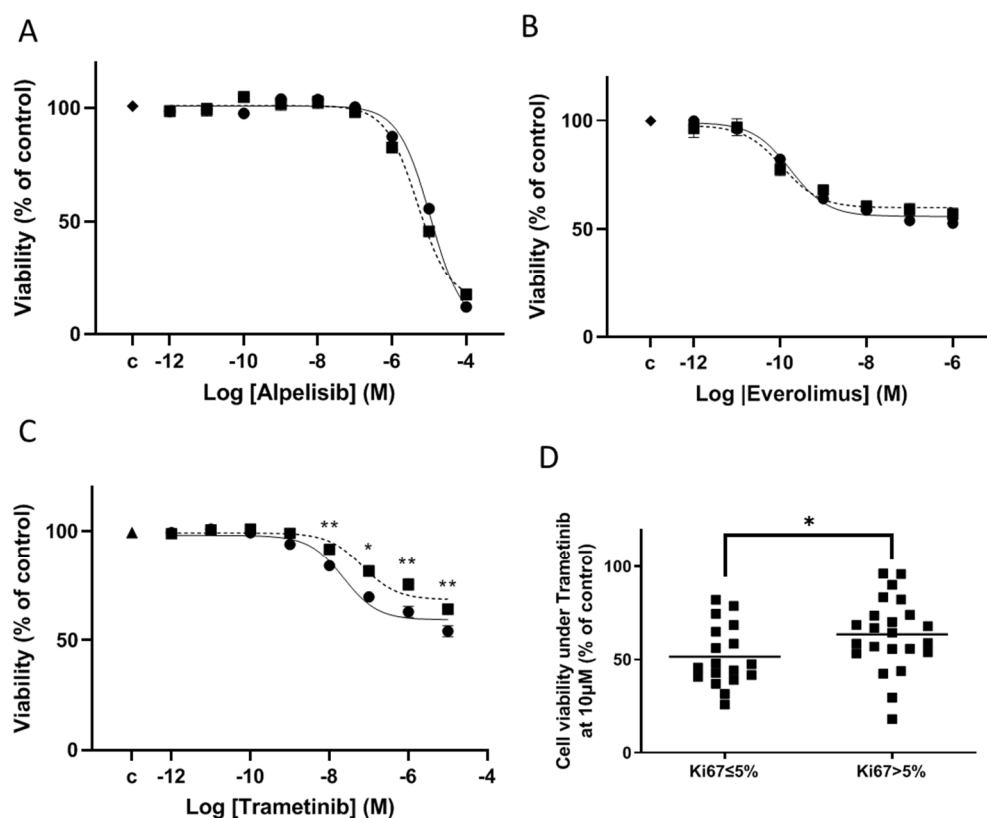 A
Viability (% of control)
100
50
0
c -12 -10 -8 -6 -4
Log [Alpelisib] (M)
B
Viability (% of control)
100
50
0
c -12 -10 -8 -6
Log |Everolimus] (M)
C
Viability (% of control)
100
50
0
** * ** **
c -12 -10 -8 -6 -4
Log [Trametinib] (M)
D
Cell viability under Trametinib
at 10µM (% of control)
100
50
0
*
Ki67≤5% Ki67>5%